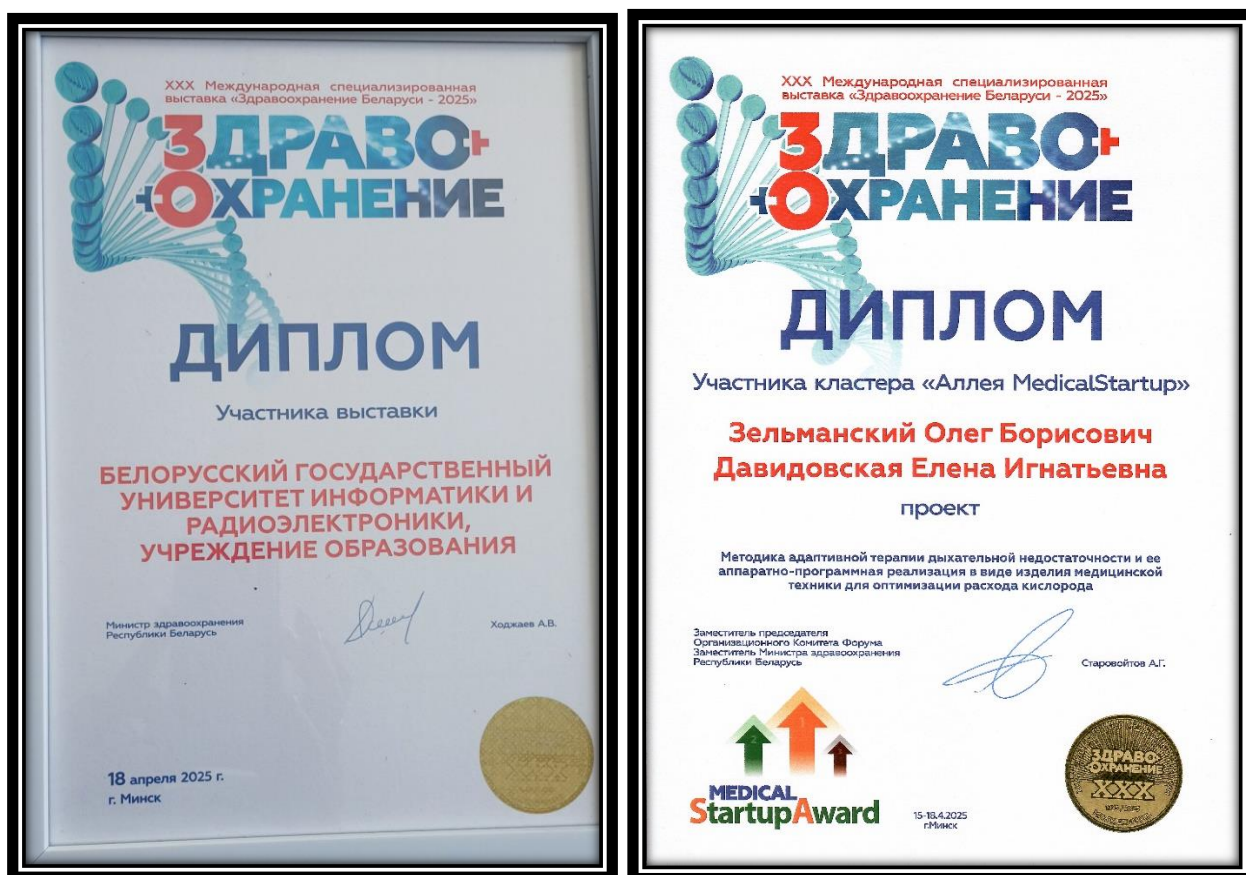 XXX Международная специализированная
выставка «Здравоохранение Беларуси - 2025»
ЗДРАВО
ОХРАНЕНИЕ
ДИПЛОМ
Участника выставки
БЕЛОРУССКИЙ ГОСУДАРСТВЕННЫЙ
УНИВЕРСИТЕТ ИНФОРМАТИКИ И
РАДИОЭЛЕКТРОНИКИ,
УЧРЕЖДЕНИЕ ОБРАЗОВАНИЯ
Министр здравоохранения
Республики Беларусь
Ходжаев А.В.
18 апреля 2025 г.
г. Минск
XXX Международная специализированная
выставка «Здравоохранение Беларуси - 2025»
ЗДРАВО
ОХРАНЕНИЕ
ДИПЛОМ
Участника кластера «Аллея MedicalStartup»
Зельманский Олег Борисович
Давидовская Елена Игнатьевна
проект
Методика адаптивной терапии дыхательной недостаточности и ее
аппаратно-программная реализация в виде изделия медицинской
техники для оптимизации расхода кислорода
Заместитель председателя
Организационного Комитета Форума
Заместитель Министра здравоохранения
Республики Беларусь
Старовойтов А.Г.
2 1
MEDICAL
StartupAward
15-18.4.2025
г.Минск
ЗДРАВО
ОХРАНЕНИЕ
XXX